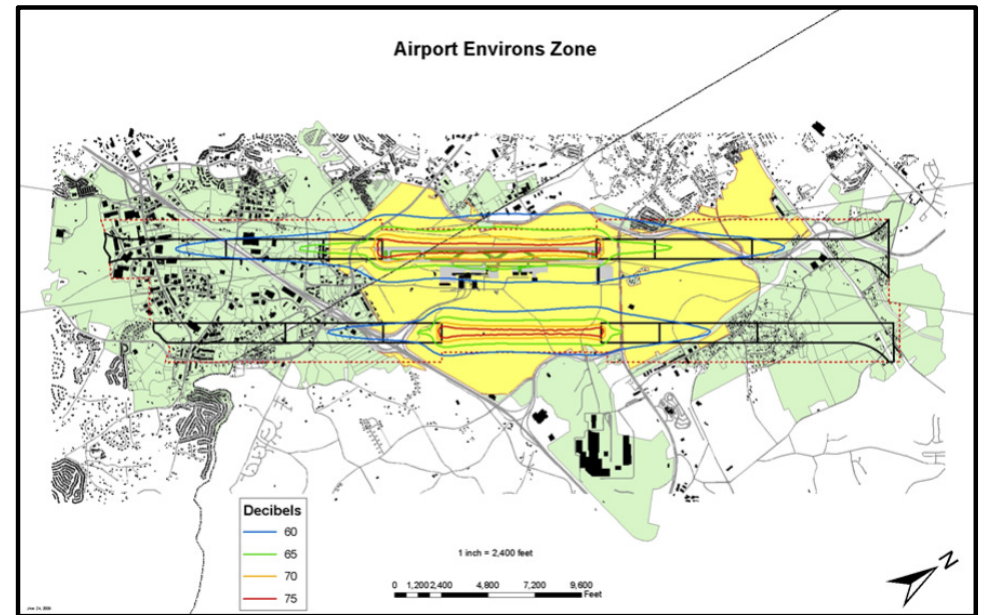 Airport Environs Zone
Decibels
60
65
70
75
1 inch = 2,400 feet
0 1,200 2,400 4,800 7,200 9,600
Feet
N